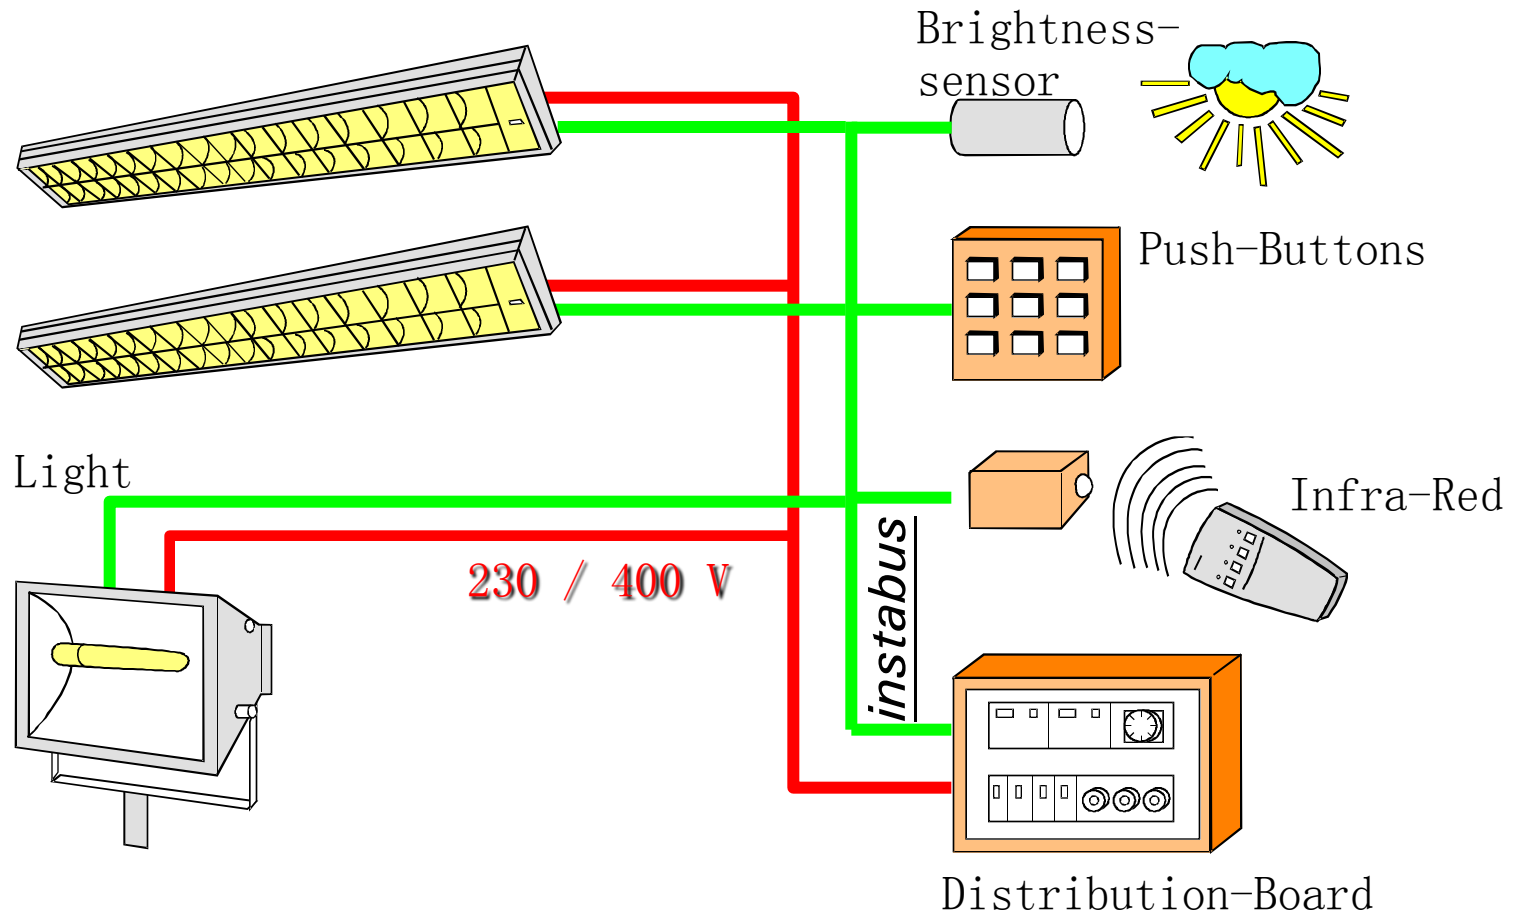 Brightness-
sensor
Push-Buttons
Light
Infra-Red
230 / 400 V
instabus
Distribution-Board